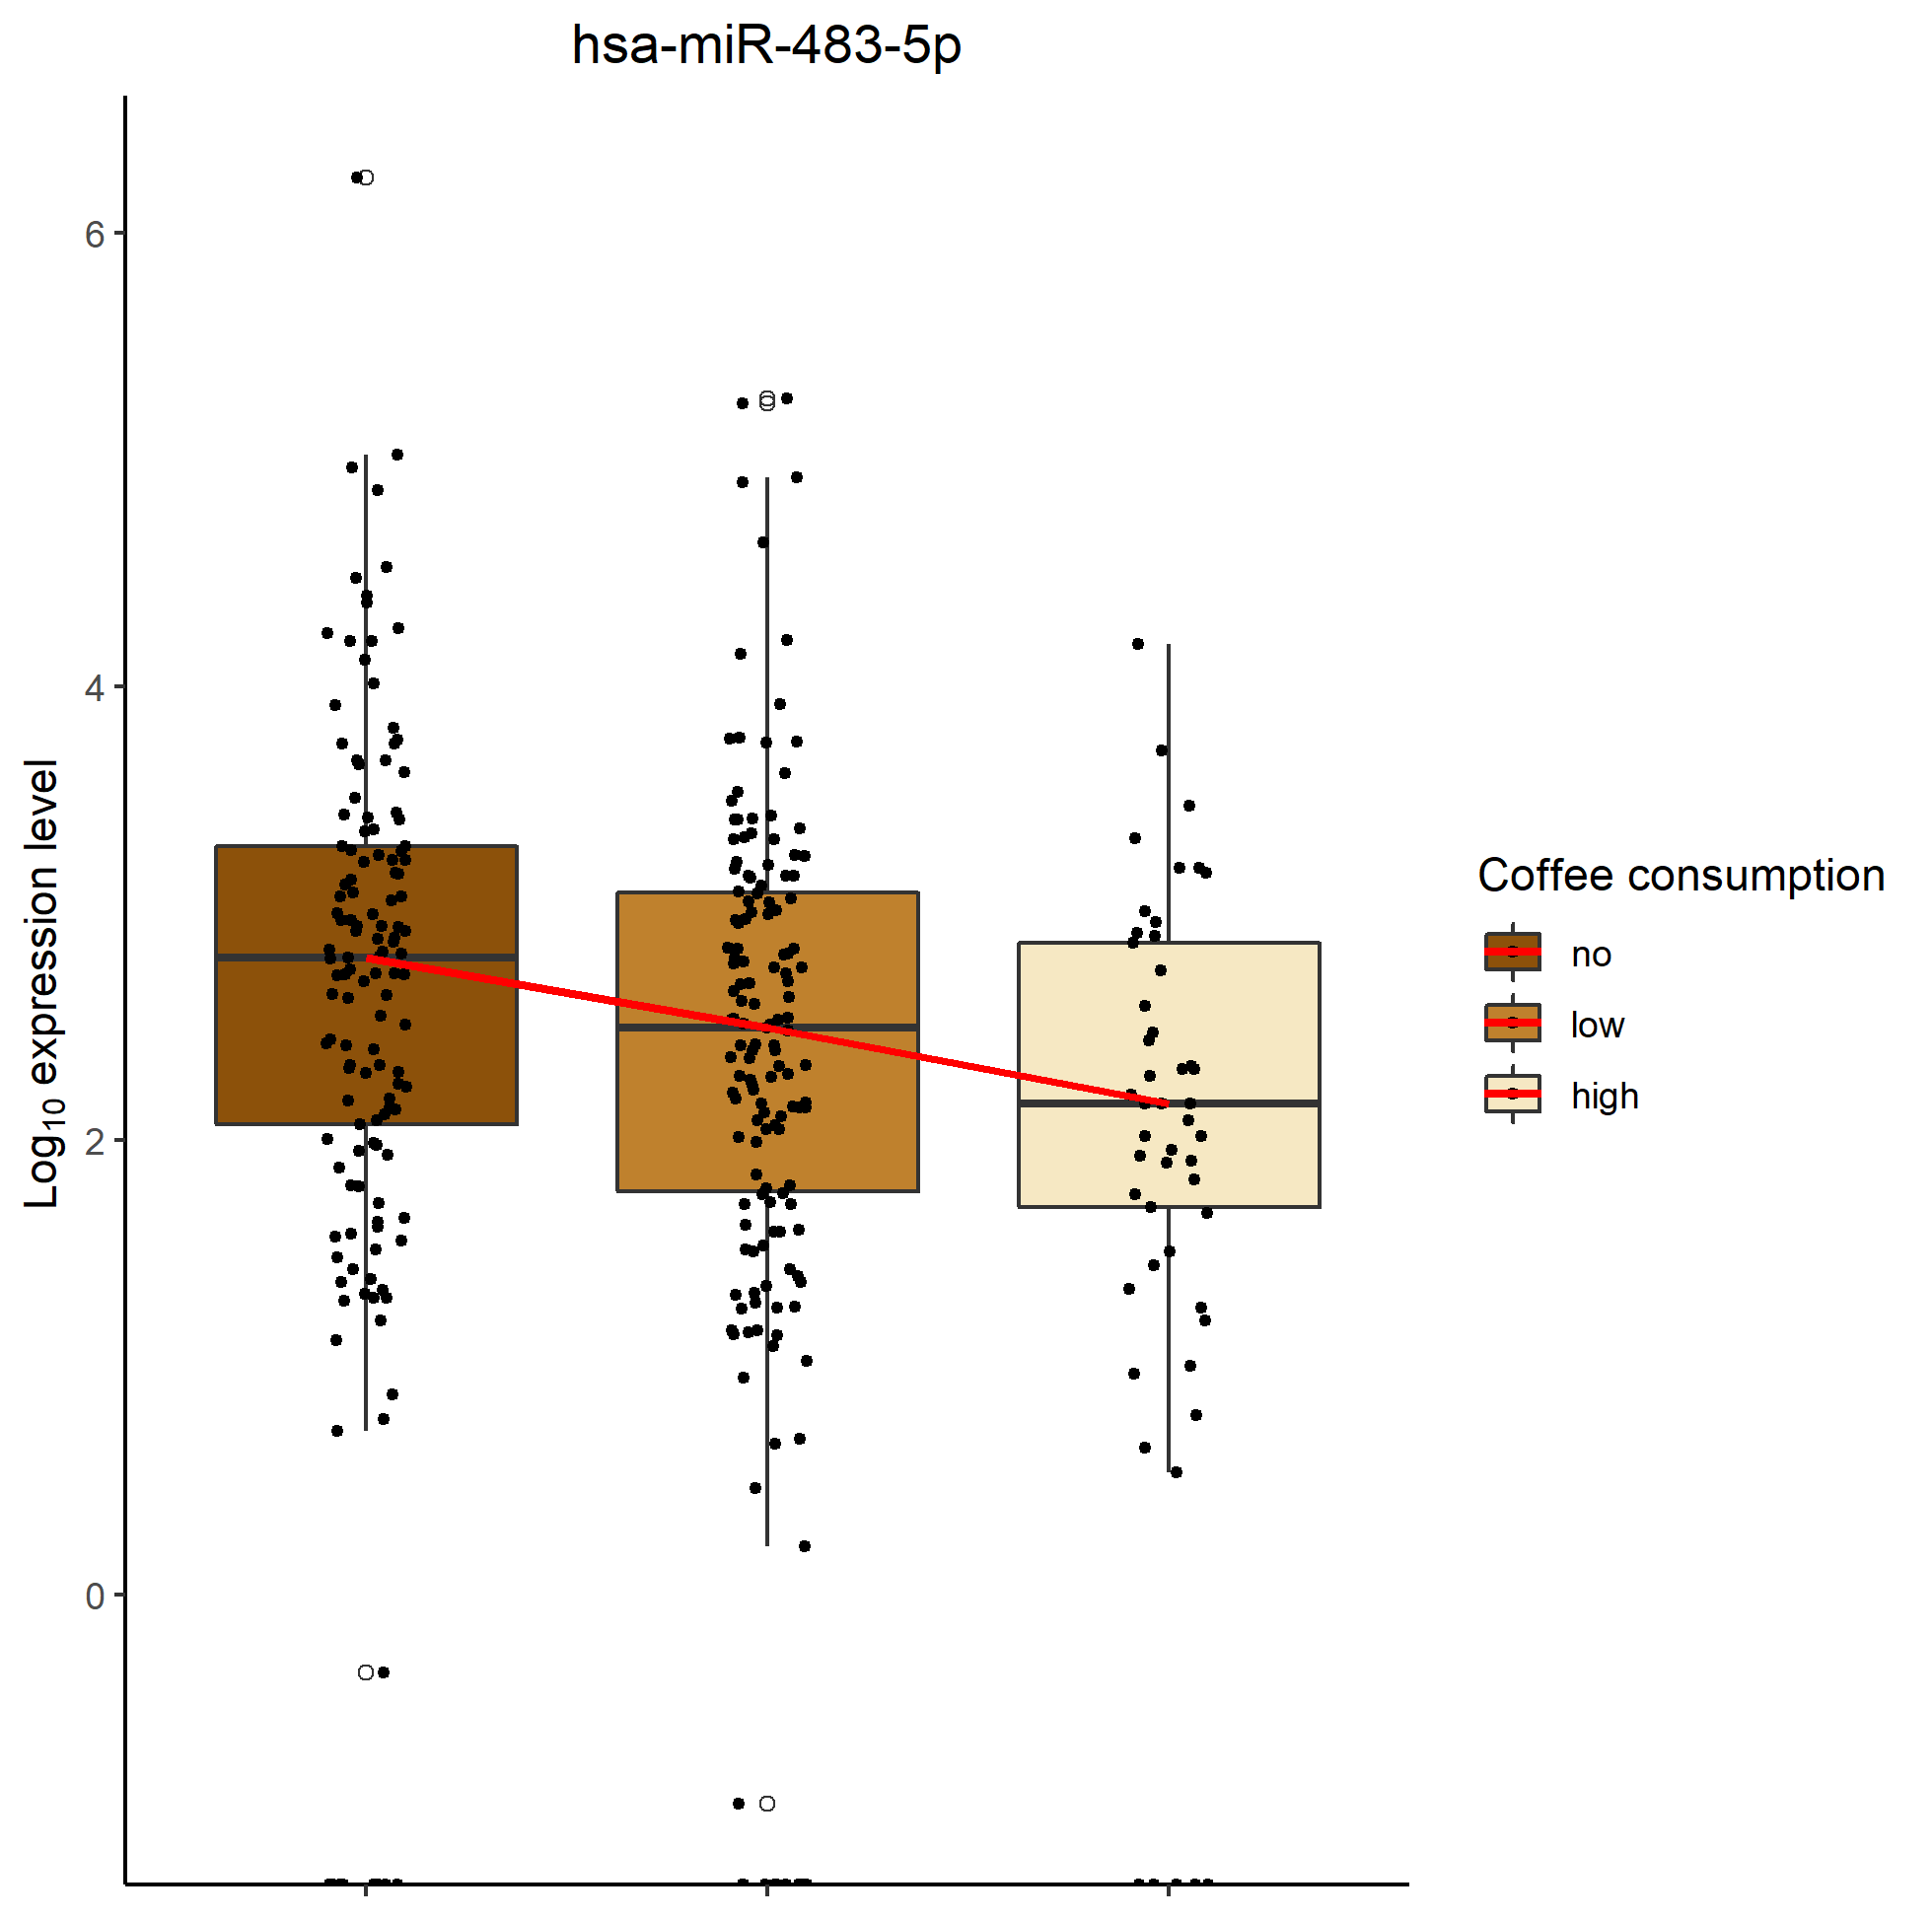 hsa-miR-483-5p
6
4
2
0
Log₁₀ expression level
Coffee consumption
no
low
high